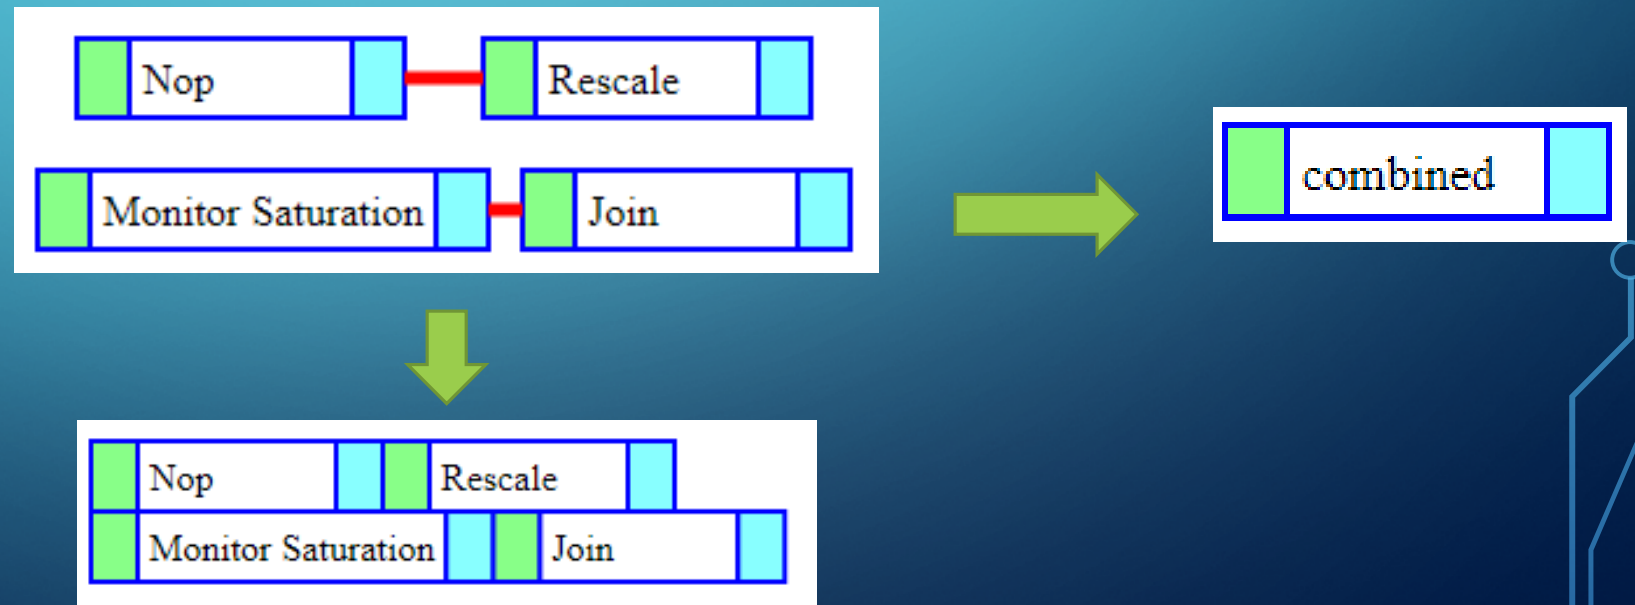 Nop Rescale
Monitor Saturation Join
combined
Nop Rescale
Monitor Saturation Join